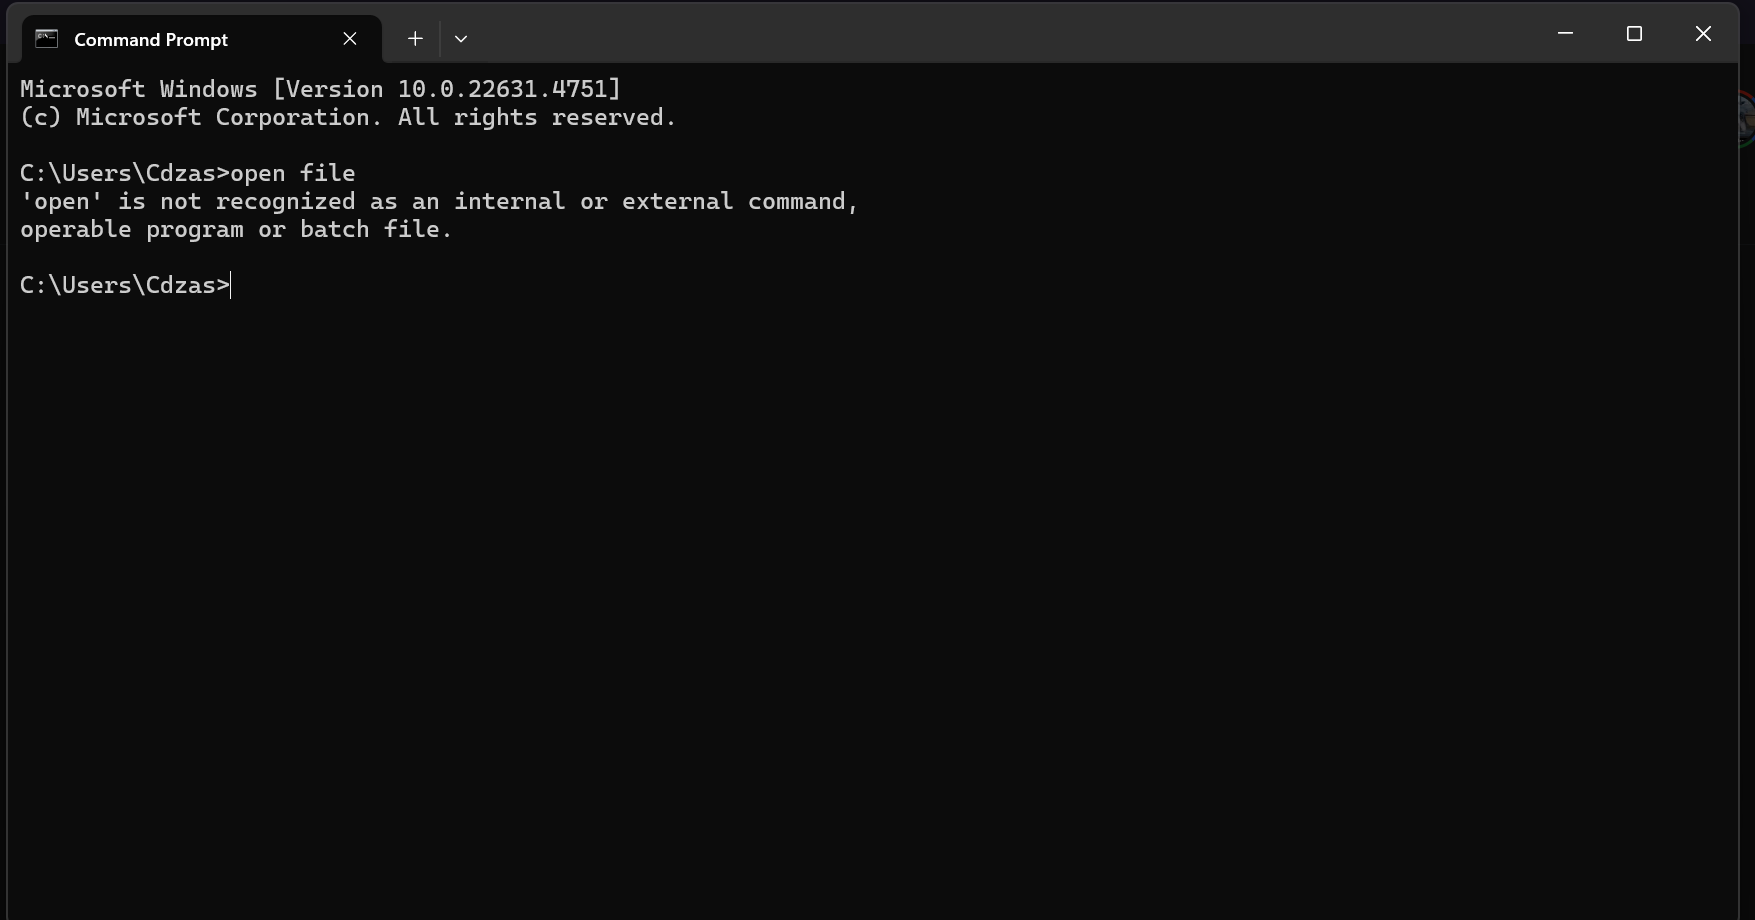 Command Prompt
Microsoft Windows [Version 10.0.22631.4751]
(c) Microsoft Corporation. All rights reserved.
C:\Users\Cdzas>open file
'open' is not recognized as an internal or external command,
operable program or batch file.
C:\Users\Cdzas>